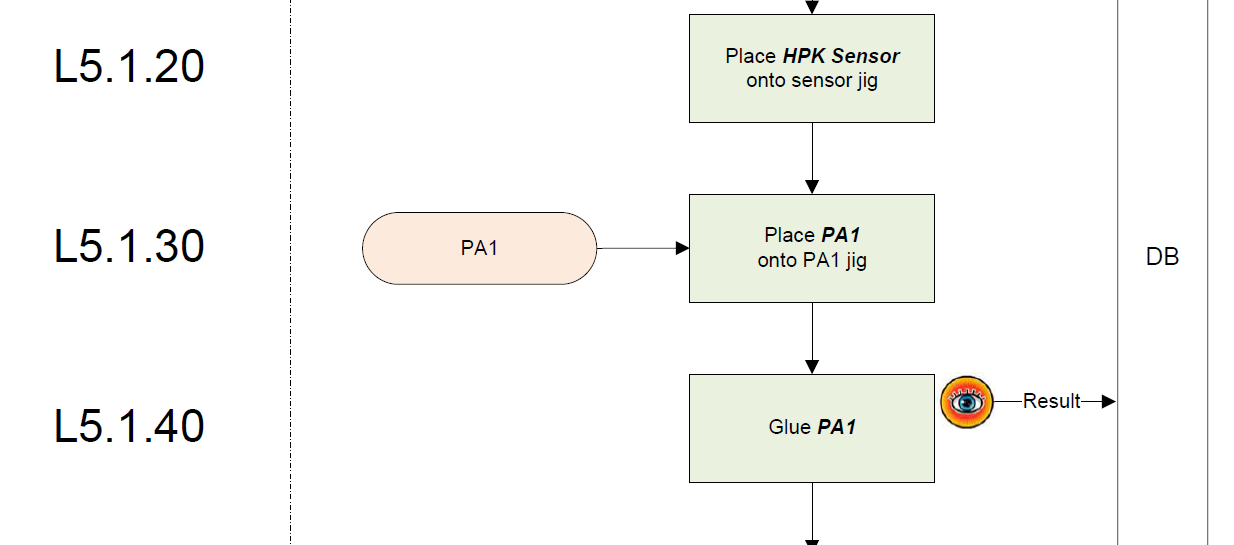 L5.1.20
Place HPK Sensor
onto sensor jig
L5.1.30
PA1
Place PA1
onto PA1 jig
DB
L5.1.40
Glue PA1
Result